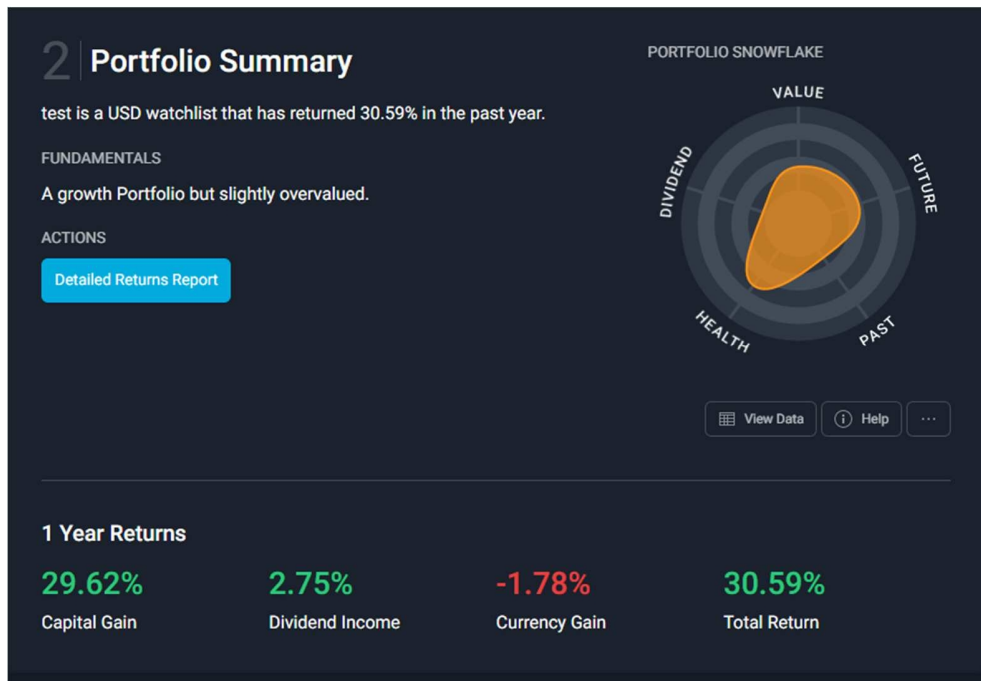 2 Portfolio Summary
test is a USD watchlist that has returned 30.59% in the past year.
FUNDAMENTALS
A growth Portfolio but slightly overvalued.
ACTIONS
Detailed Returns Report
PORTFOLIO SNOWFLAKE
VALUE
FUTURE
PAST
HEALTH
DIVIDEND
View Data
Help
...
1 Year Returns
29.62% 2.75% -1.78% 30.59%
Capital Gain Dividend Income Currency Gain Total Return